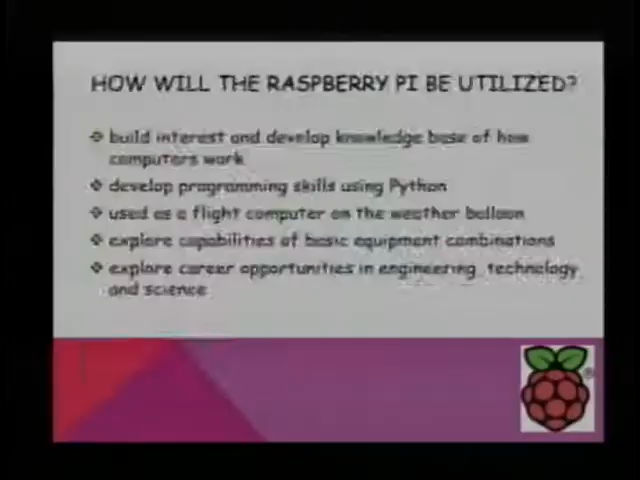 HOW WILL THE RASPBERRY PI BE UTILIZED?
❖ build interest and develop knowledge base of how
computers work
❖ develop programming skills using Python
❖ used as a flight computer on the weather balloon
❖ explore capabilities of basic equipment combinations
❖ explore career opportunities in engineering, technology
and science
®